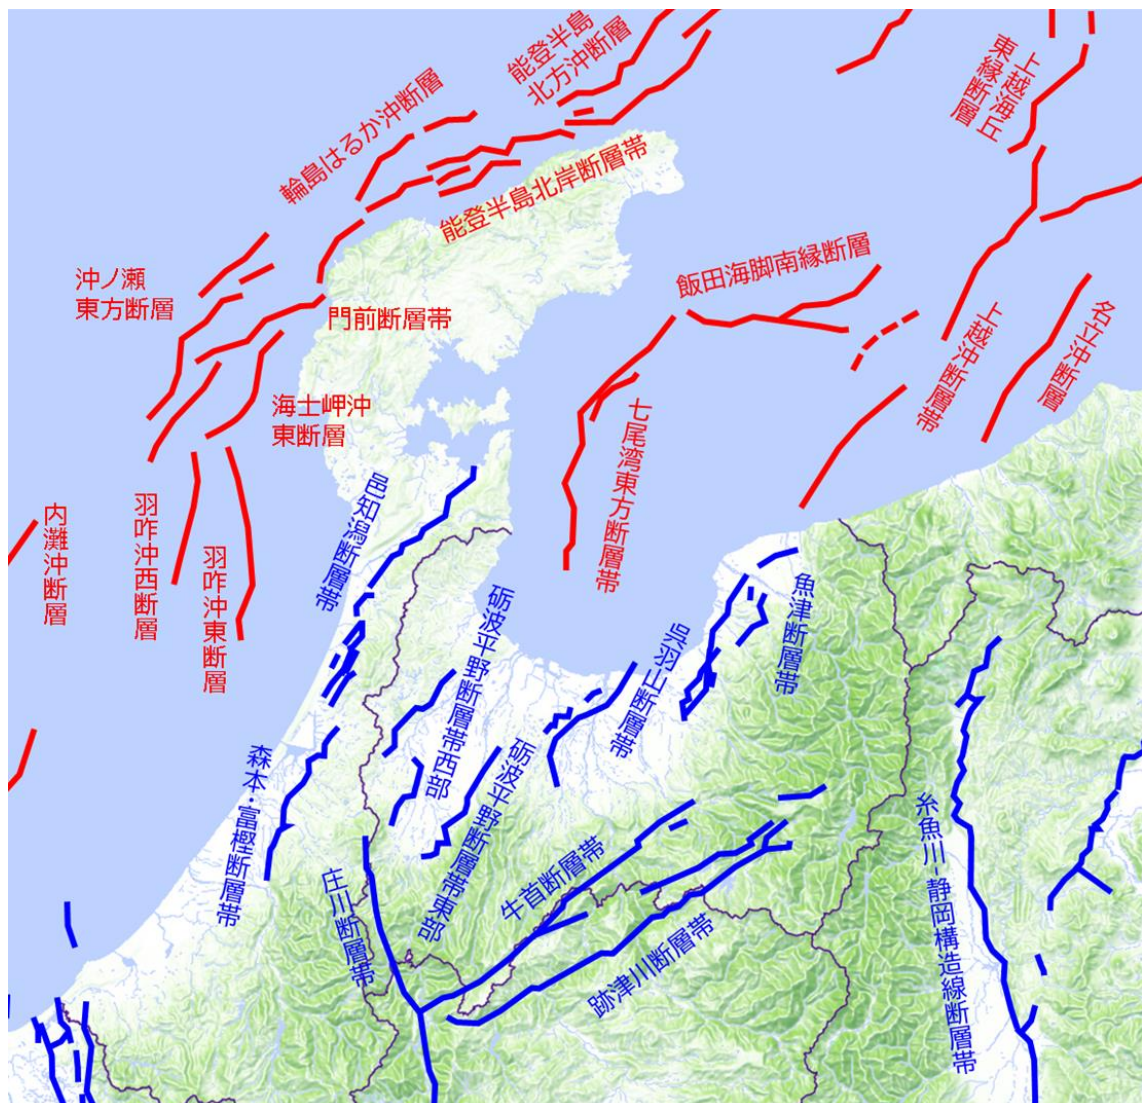 能登半島
北方沖断層
上越海丘
東縁断層
輪島はるか沖断層
能登半島北岸断層帯
沖ノ瀬
東方断層
飯田海脚南縁断層
門前断層帯
名立沖断層
上越沖断層帯
海士岬沖
東断層
七尾湾東方断層帯
内灘沖断層
羽咋沖西断層
羽咋沖東断層
邑知潟断層帯
魚津断層帯
砺波平野断層帯西部
呉羽山断層帯
森本・富樫断層帯
砺波平野断層帯東部
糸魚川-静岡構造線断層帯
牛首断層帯
庄川断層帯
跡津川断層帯